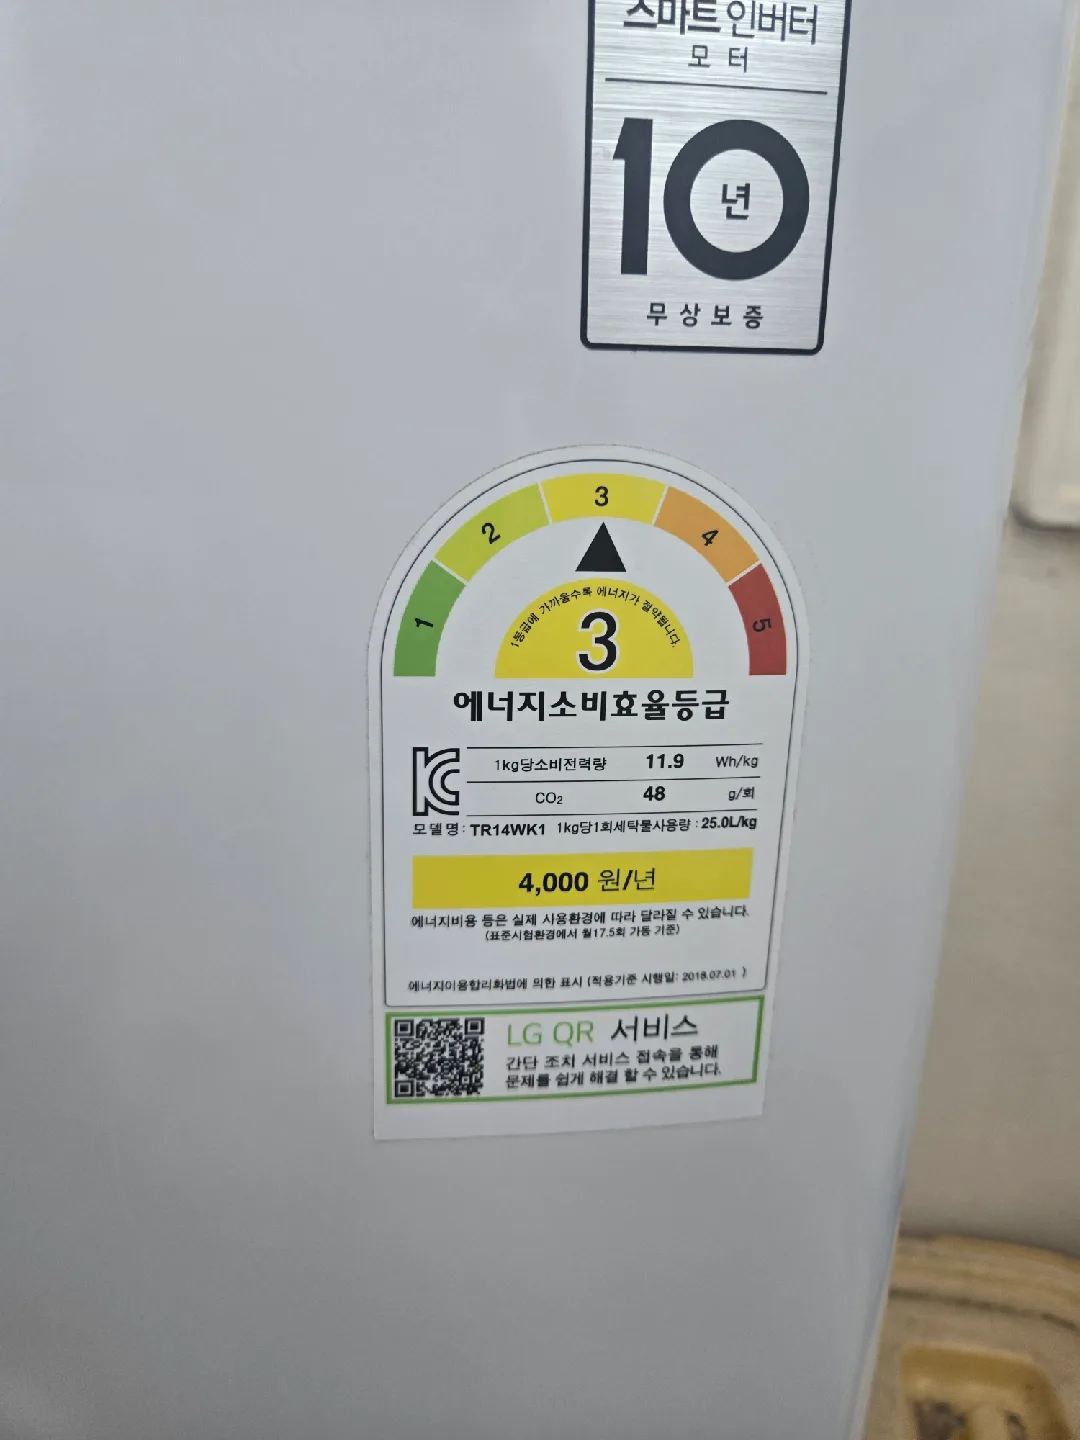 스마트 인버터
모터
10년
무상보증
1 2 3 4 5
1등급에 가까울수록 에너지가 절약됩니다.
3
에너지소비효율등급
1kg당소비전력량 11.9 Wh/kg
CO₂ 48 g/회
모델명 : TR14WK1 1kg당1회세탁물사용량 : 25.0L/kg
4,000 원/년
에너지비용 등은 실제 사용환경에 따라 달라질 수 있습니다.
(표준시험환경에서 월17.5회 가동 기준)
에너지이용합리화법에 의한 표시 (적용기준 시행일: 2018.07.01 )
LG QR 서비스
간단 조치 서비스 접속을 통해
문제를 쉽게 해결 할 수 있습니다.